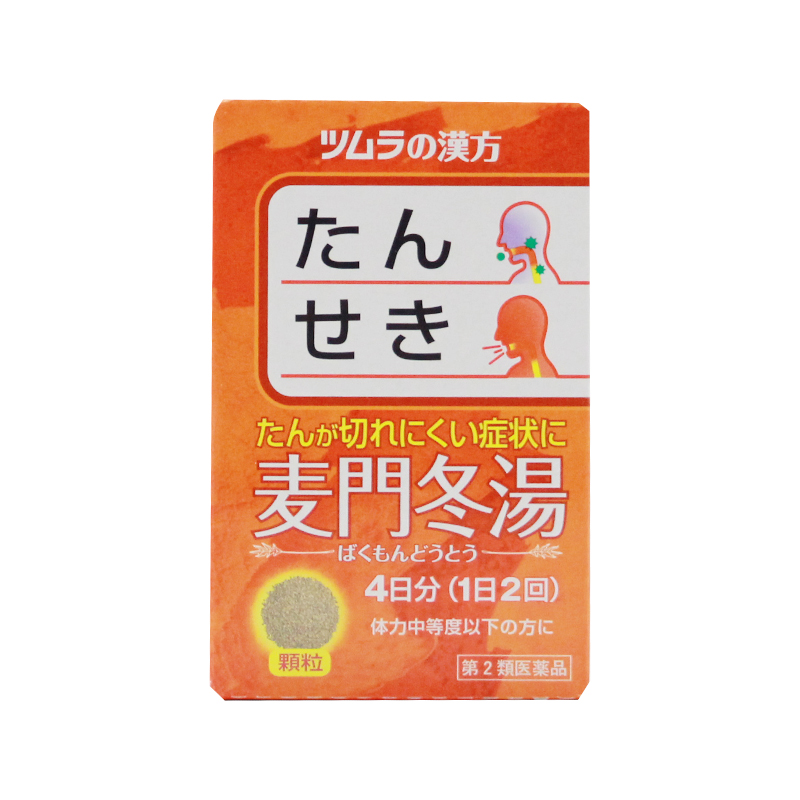 ツムラの漢方
たん
せき
たんが切れにくい症状に
麦門冬湯
ばくもんどうとう
4日分(1日2回)
体力中等度以下の方に
顆粒
第2類医薬品